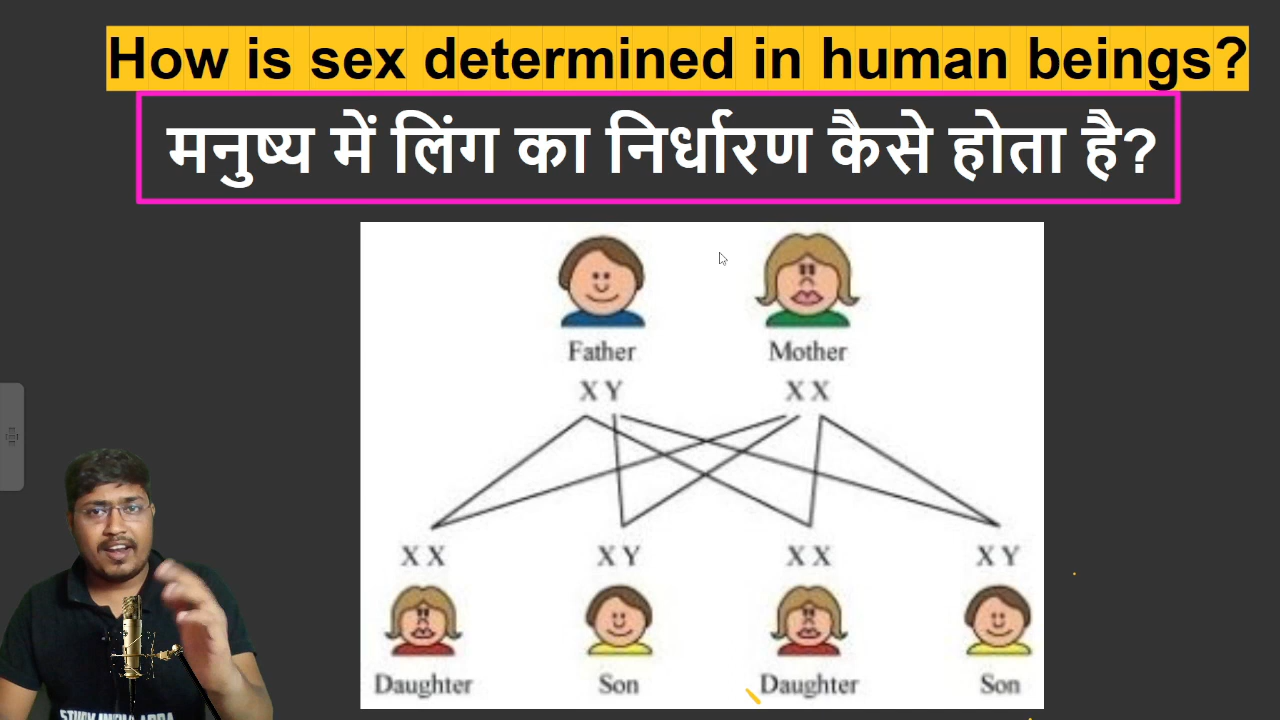 How is sex determined in human beings?
मनुष्य में लिंग का निर्धारण कैसे होता है?
Father Mother
X Y X X
X X X Y X X X Y
Daughter Son Daughter Son